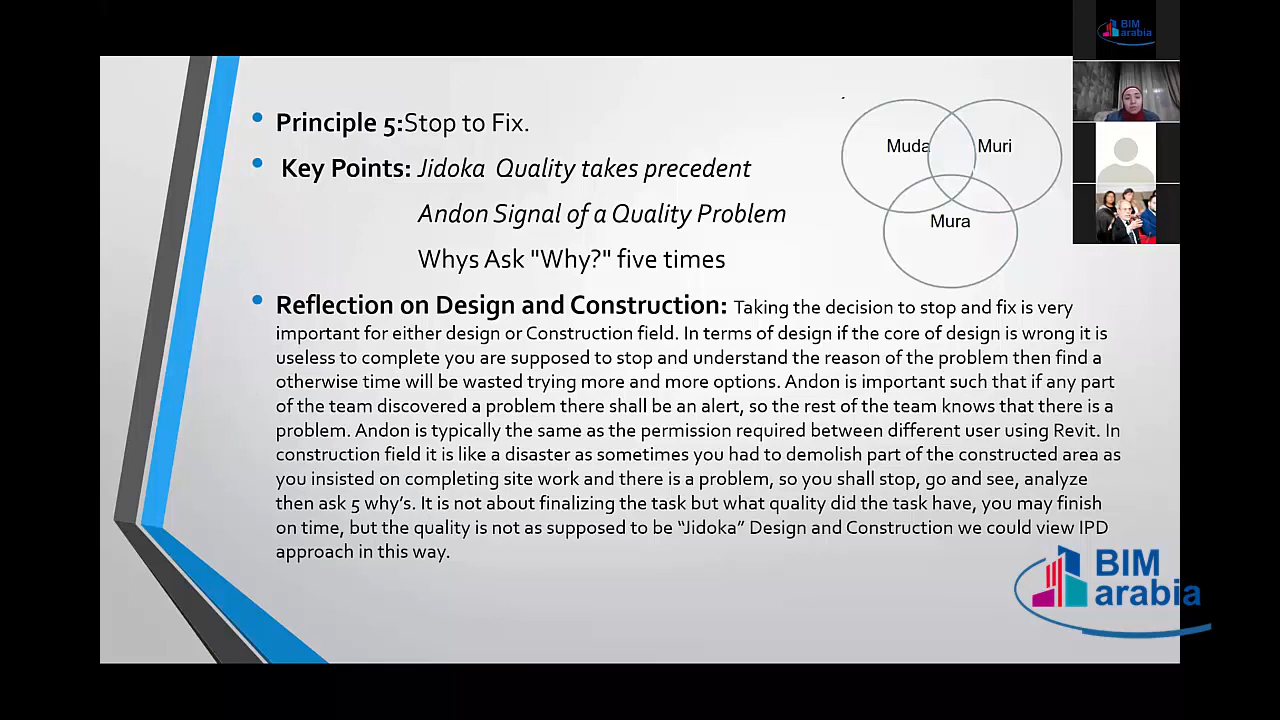 BIM
arabia
Principle 5:Stop to Fix.
Key Points: Jidoka Quality takes precedent
Andon Signal of a Quality Problem
Whys Ask "Why?" five times
Muda
Muri
Mura
Reflection on Design and Construction: Taking the decision to stop and fix is very
important for either design or Construction field. In terms of design if the core of design is wrong it is
useless to complete you are supposed to stop and understand the reason of the problem then find a
otherwise time will be wasted trying more and more options. Andon is important such that if any part
of the team discovered a problem there shall be an alert, so the rest of the team knows that there is a
problem. Andon is typically the same as the permission required between different user using Revit. In
construction field it is like a disaster as sometimes you had to demolish part of the constructed area as
you insisted on completing site work and there is a problem, so you shall stop, go and see, analyze
then ask 5 why's. It is not about finalizing the task but what quality did the task have, you may finish
on time, but the quality is not as supposed to be “Jidoka” Design and Construction we could view IPD
approach in this way.
BIM
arabia